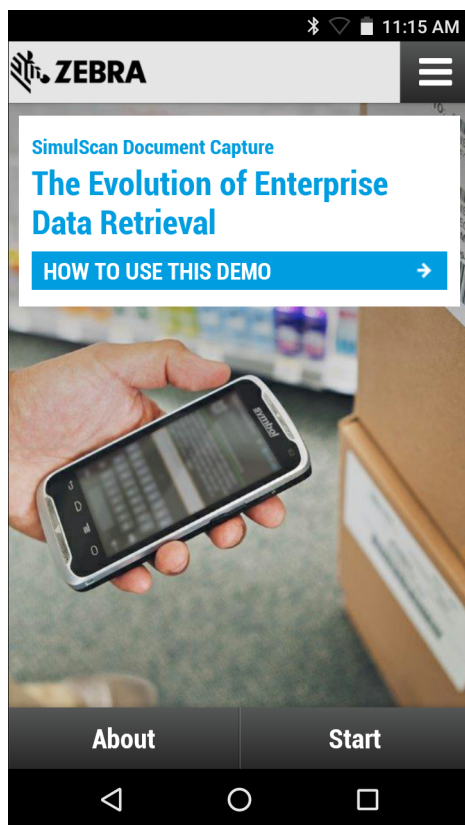 11:15 AM
ZEBRA
SimulScan Document Capture
The Evolution of Enterprise
Data Retrieval
HOW TO USE THIS DEMO
symbol
About
Start